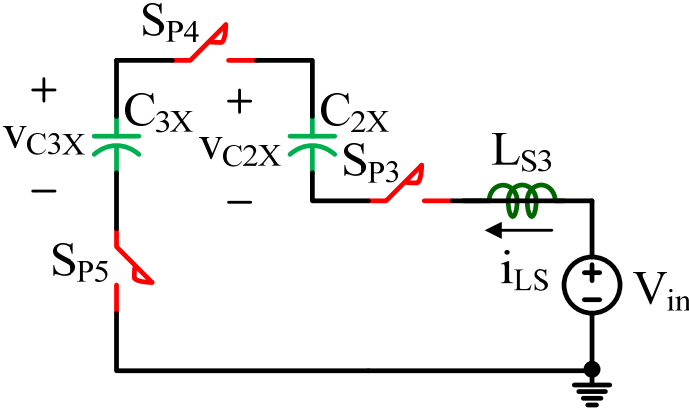 SP4
+
C3X
vC3X
−
+
C2X
vC2X
−
SP3
LS3
iLS
SP5
+
−
Vin